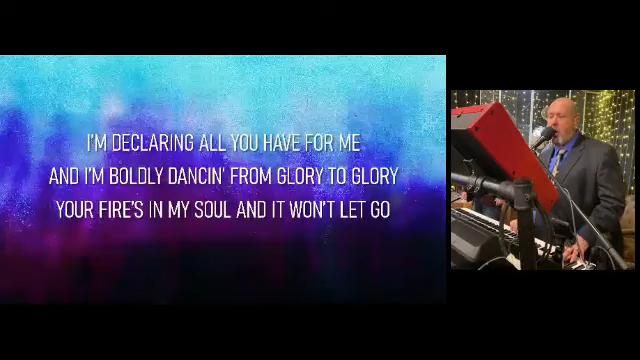 I'M DECLARING ALL YOU HAVE FOR ME
AND I'M BOLDLY DANCIN' FROM GLORY TO GLORY
YOUR FIRE'S IN MY SOUL AND IT WON'T LET GO